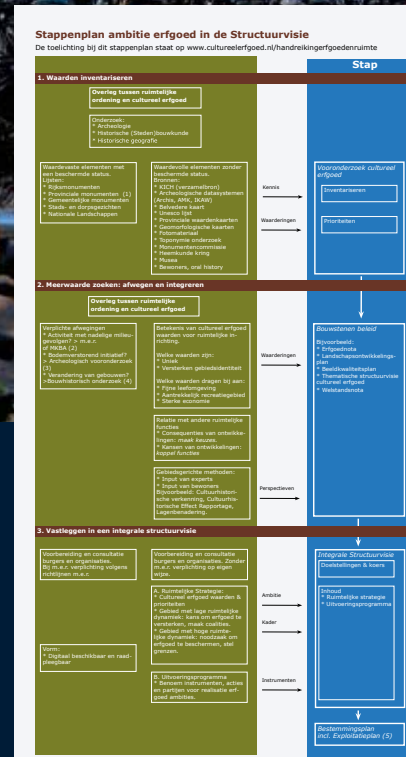 Stappenplan ambitie erfgoed in de Structuurvisie
De toelichting bij dit stappenplan staat op www.cultureelerfgoed.nl/handreikingerfgoedenruimte
Stap
1. Waarden inventariseren
Overleg tussen ruimtelijke
ordening en cultureel erfgoed
Onderzoek:
* Archeologie
* Historische (Steden)bouwkunde
* Historische geografie
Waardevaste elementen met
een beschermde status.
Lijsten:
* Rijksmonumenten
* Provinciale monumenten (1)
* Gemeentelijke monumenten
* Stads- en dorpsgezichten
* Nationale Landschappen
Waardevolle elementen zonder
beschermde status.
Bronnen:
* KICH (verzamelbron)
* Archeologische datasystemen
(Archis, AMK, IKAW)
* Belvedere kaart
* Unesco lijst
* Provinciale waardenkaarten
* Geomorfologische kaarten
* Fotomateriaal
* Toponymie onderzoek
* Monumentencommissie
* Heemkunde kring
* Musea
* Bewoners, oral history
Kennis
Waarderingen
Vooronderzoek cultureel
erfgoed
Inventariseren
Prioriteiten
2. Meerwaarde zoeken: afwegen en integreren
Overleg tussen ruimtelijke
ordening en cultureel erfgoed
Verplichte afwegingen
* Activiteit met nadelige milieu-
gevolgen? > m.e.r.
of MKBA (2)
* Bodemverstorend initiatief?
> Archeologisch vooronderzoek
(3)
* Verandering van gebouwen?
>Bouwhistorisch onderzoek (4)
Betekenis van cultureel erfgoed
waarden voor ruimtelijke in-
richting.
Welke waarden zijn:
* Uniek
* Versterken gebiedsidentiteit
Welke waarden dragen bij aan:
* Fijne leefomgeving
* Aantrekkelijk recreatiegebied
* Sterke economie
Relatie met andere ruimtelijke
functies
* Consequenties van ontwikke-
lingen: maak keuzes.
* Kansen van ontwikkelingen:
koppel functies
Gebiedsgerichte methoden:
* Input van experts
* Input van bewoners
Bijvoorbeeld: Cultuurhistori-
sche verkenning, Cultuurhis-
torische Effect Rapportage,
Lagenbenadering.
Waarderingen
Perspectieven
Bouwstenen beleid
Bijvoorbeeld:
* Erfgoednota
* Landschapsontwikkelings-
plan
* Beeldkwaliteitsplan
* Thematische structuurvisie
cultureel erfgoed
* Welstandsnota
3. Vastleggen in een integrale structuurvisie
Voorbereiding en consultatie
burgers en organisaties.
Bij m.e.r. verplichting volgens
richtlijnen m.e.r.
Voorbereiding en consultatie
burgers en organisaties. Zonder
m.e.r. verplichting op eigen
wijze.
A. Ruimtelijke Strategie:
* Cultureel erfgoed waarden &
prioriteiten
* Gebied met lage ruimtelijke
dynamiek: kans om erfgoed te
versterken, maak coalities.
* Gebied met hoge ruimte-
lijke dynamiek: noodzaak om
erfgoed te beschermen, stel
grenzen.
Vorm:
* Digitaal beschikbaar en raad-
pleegbaar
B. Uitvoeringsprogramma
* Benoem instrumenten, acties
en partijen voor realisatie erf-
goed ambities.
Ambitie
Kader
Instrumenten
Integrale Structuurvisie
Doelstellingen & koers
Inhoud
* Ruimtelijke strategie
* Uitvoeringsprogramma
Bestemmingsplan
incl. Exploitatieplan (5)